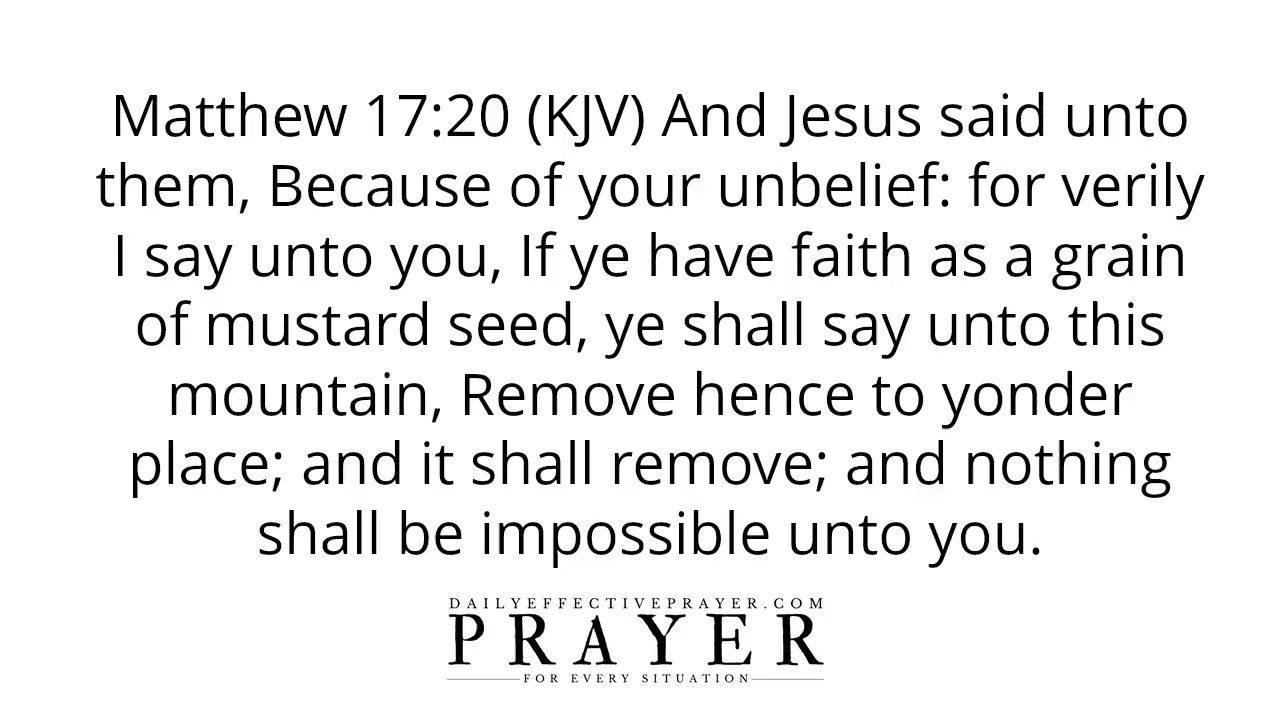 Matthew 17:20 (KJV) And Jesus said unto
them, Because of your unbelief: for verily
I say unto you, If ye have faith as a grain
of mustard seed, ye shall say unto this
mountain, Remove hence to yonder
place; and it shall remove; and nothing
shall be impossible unto you.
DAILYEFFECTIVEPRAYER.COM
PRAYER
FOR EVERY SITUATION